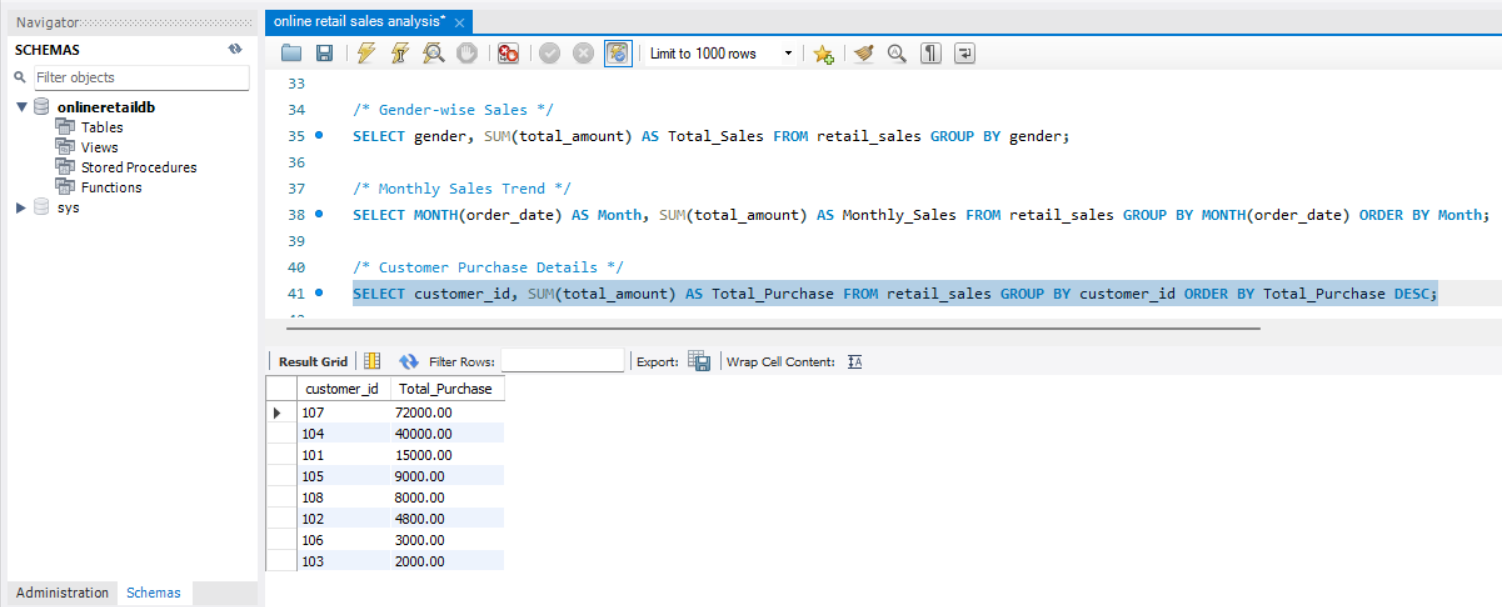 Navigator
SCHEMAS
Filter objects
onlineretaildb
Tables
Views
Stored Procedures
Functions
sys
Administration Schemas
online retail sales analysis* ×
Limit to 1000 rows
33
34 /* Gender-wise Sales */
35 SELECT gender, SUM(total_amount) AS Total_Sales FROM retail_sales GROUP BY gender;
36
37 /* Monthly Sales Trend */
38 SELECT MONTH(order_date) AS Month, SUM(total_amount) AS Monthly_Sales FROM retail_sales GROUP BY MONTH(order_date) ORDER BY Month;
39
40 /* Customer Purchase Details */
41 SELECT customer_id, SUM(total_amount) AS Total_Purchase FROM retail_sales GROUP BY customer_id ORDER BY Total_Purchase DESC;
Result Grid Filter Rows: Export: Wrap Cell Content:
customer_id Total_Purchase
107 72000.00
104 40000.00
101 15000.00
105 9000.00
108 8000.00
102 4800.00
106 3000.00
103 2000.00